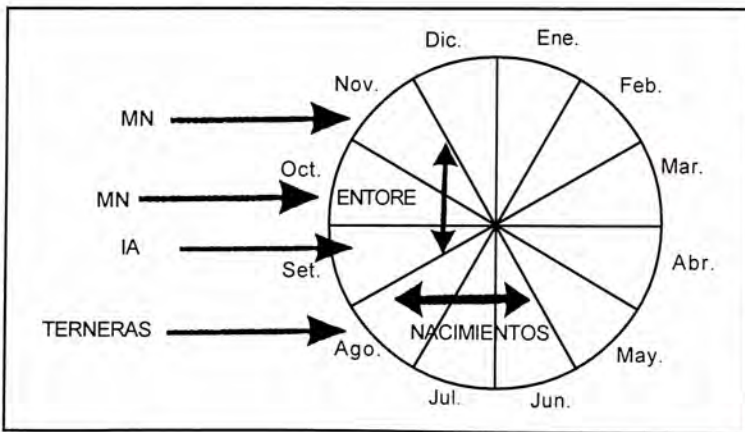 Dic.
Ene.
Nov.
Feb.
MN
Oct.
Mar.
MN
ENTORE
IA
Set.
Abr.
TERNERAS
Ago.
NACIMIENTOS
May.
Jul.
Jun.